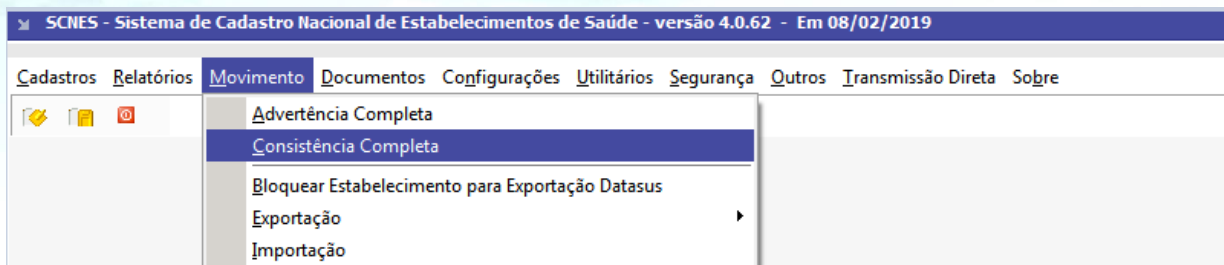 SCNES - Sistema de Cadastro Nacional de Estabelecimentos de Saúde - versão 4.0.62 - Em 08/02/2019
Cadastros Relatórios Movimento Documentos Configurações Utilitários Segurança Outros Transmissão Direta Sobre
Advertência Completa
Consistência Completa
Bloquear Estabelecimento para Exportação Datasus
Exportação
Importação